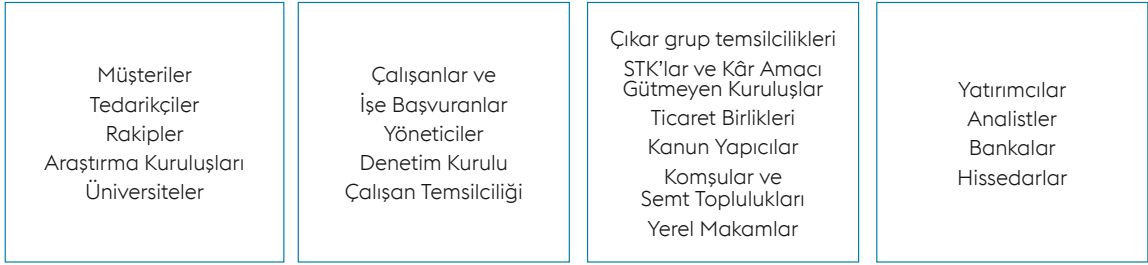 Müşteriler
Tedarikçiler
Rakipler
Araştırma Kuruluşları
Üniversiteler
Çalışanlar ve
İşe Başvuranlar
Yöneticiler
Denetim Kurulu
Çalışan Temsilciliği
Çıkar grup temsilcilikleri
STK’lar ve Kâr Amacı
Gütmeyen Kuruluşlar
Ticaret Birlikleri
Kanun Yapıcılar
Komşular ve
Semt Toplulukları
Yerel Makamlar
Yatırımcılar
Analistler
Bankalar
Hissedarlar